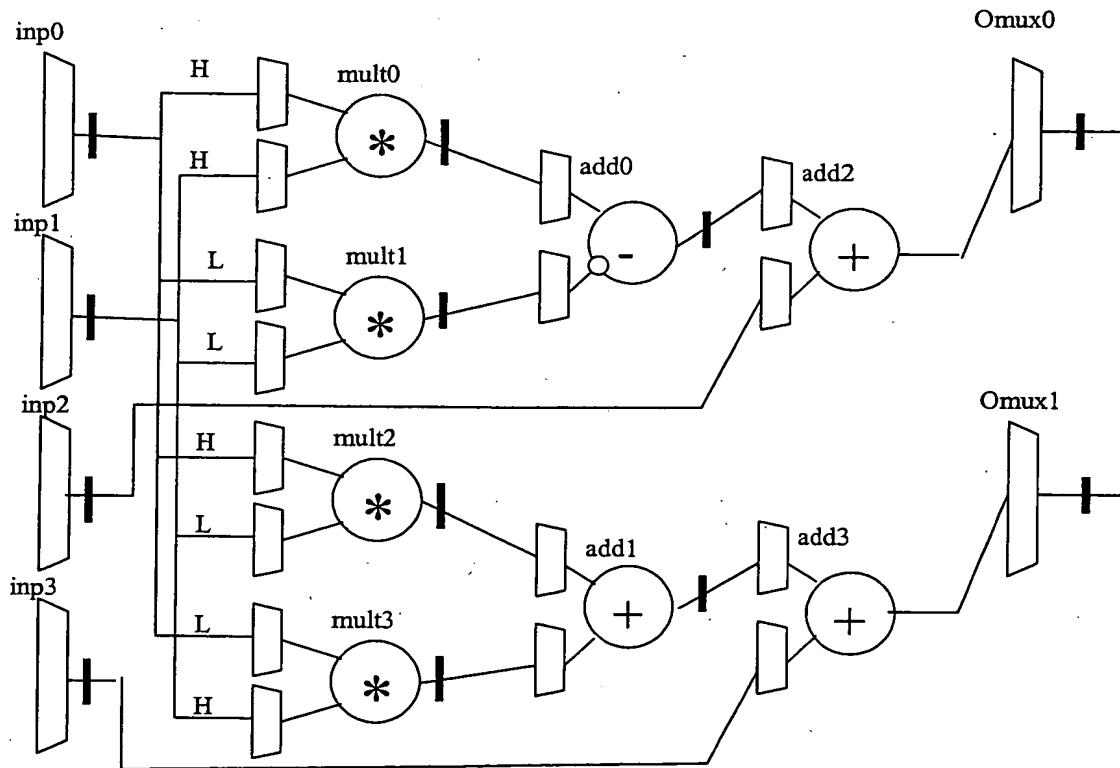 inp0
Omux0
H
mult0
*
H
add0
add2
inp1
-
+
L
mult1
*
L
inp2
Omux1
H
mult2
*
L
add1
add3
inp3
+
+
L
mult3
*
H